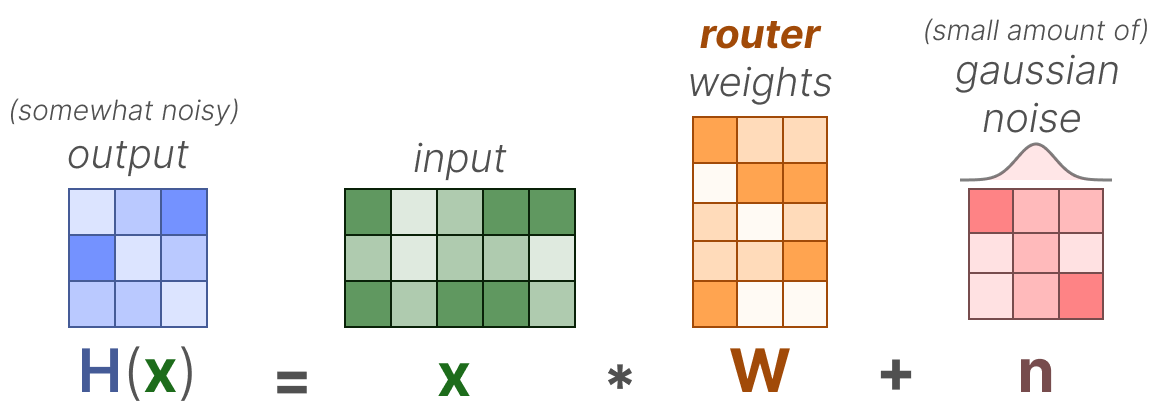 (somewhat noisy)
output
input
router
weights
(small amount of)
gaussian
noise
H(x) = x * W + n